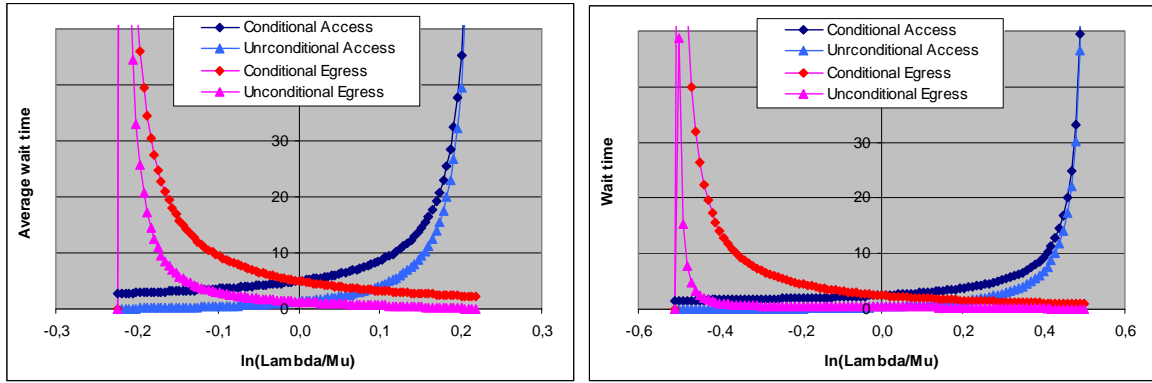 Conditional Access
Unrconditional Access
Conditional Egress
Unconditional Egress
Average wait time
30
20
10
0
-0,3
-0,2
-0,1
0,0
0,1
0,2
0,3
ln(Lambda/Mu)
Conditional Access
Unrconditional Access
Conditional Egress
Unconditional Egress
Wait time
30
20
10
0
-0,6
-0,4
-0,2
0,0
0,2
0,4
0,6
ln(Lambda/Mu)